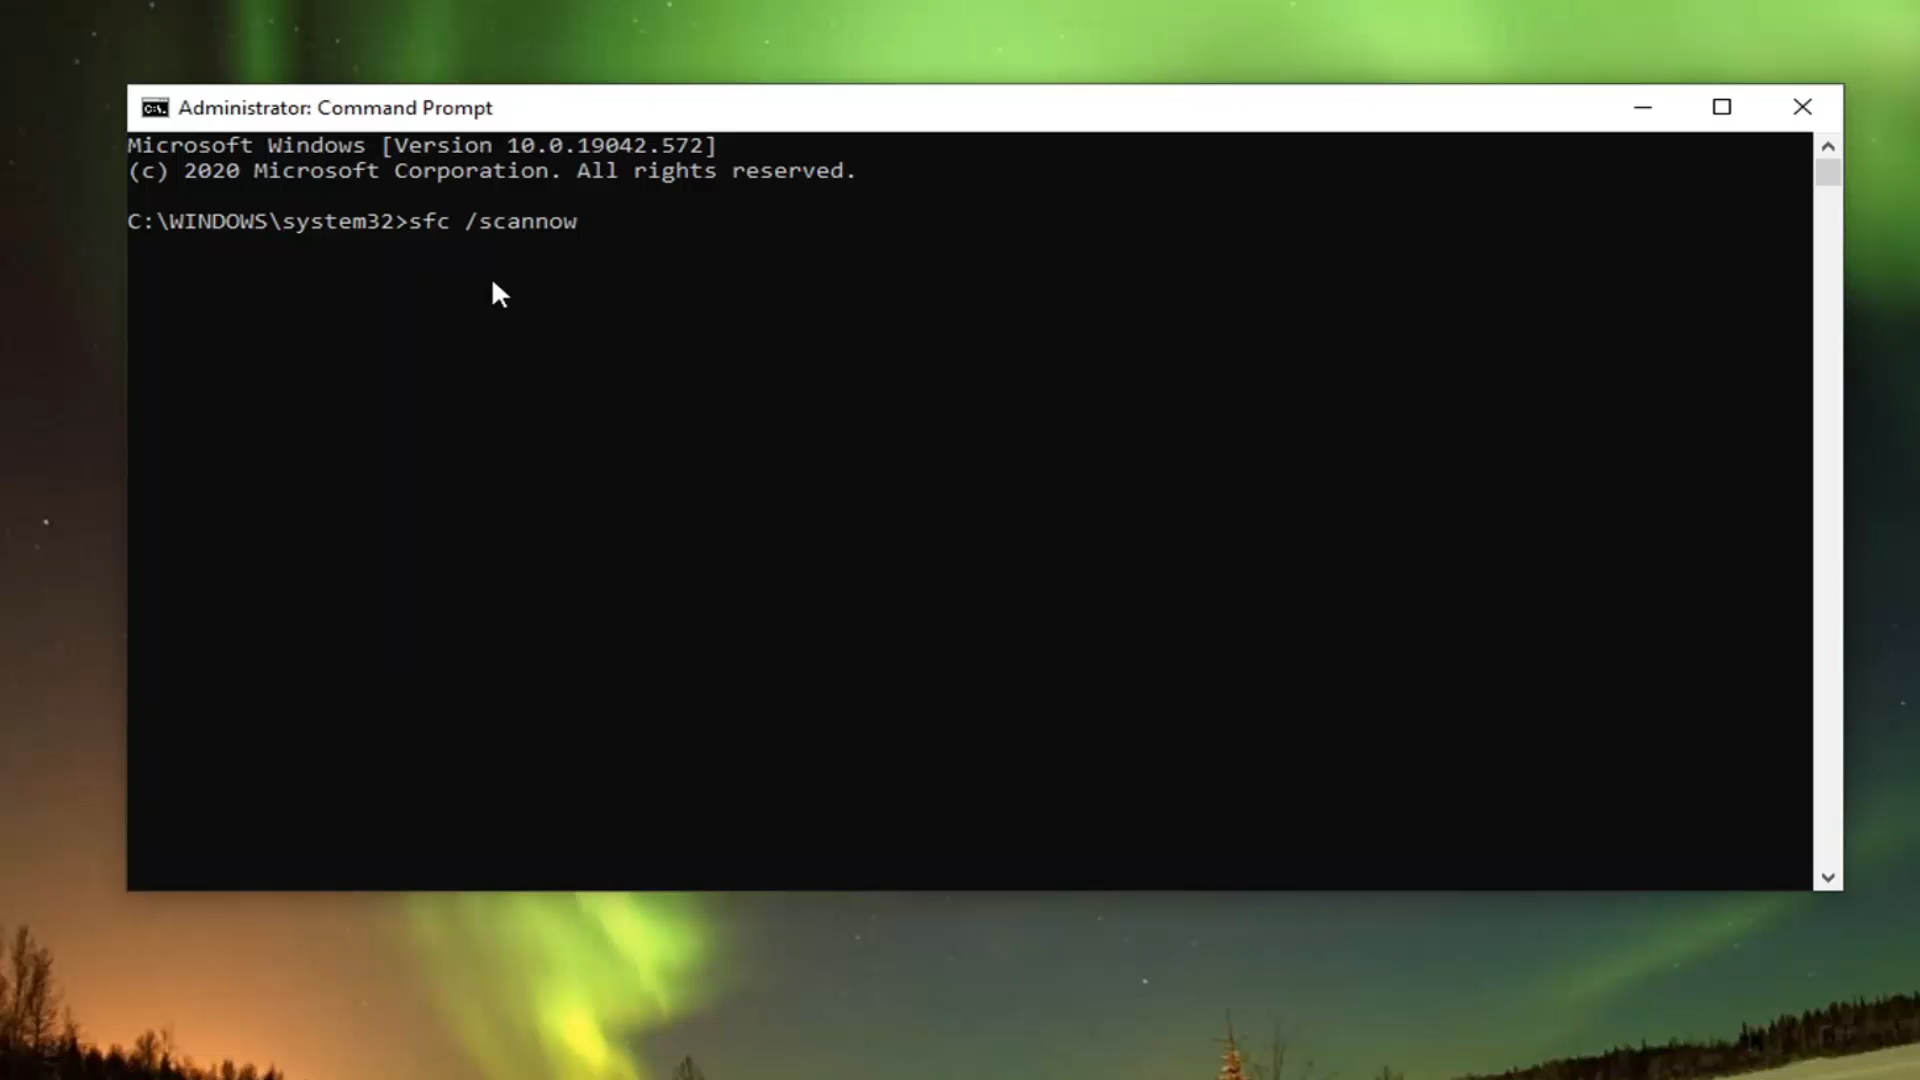 Administrator: Command Prompt
Microsoft Windows [Version 10.0.19042.572]
(c) 2020 Microsoft Corporation. All rights reserved.
C:\WINDOWS\system32>sfc /scannow